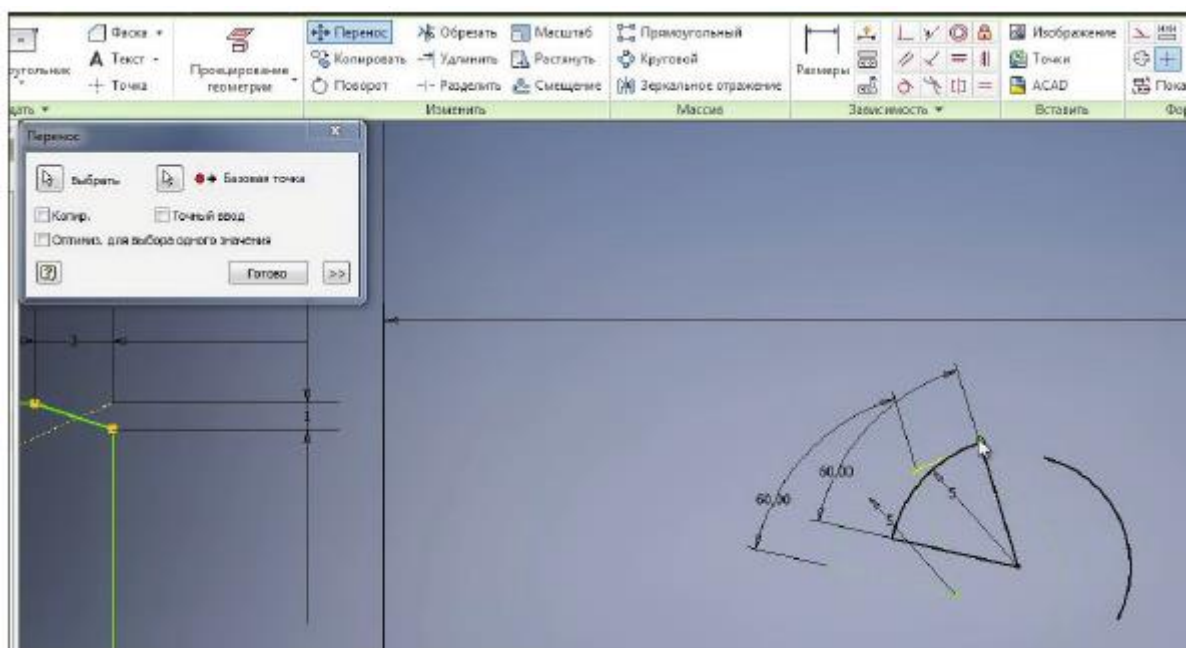 Фаска Перенос Обрезать Масштаб Прямоугольный Изображение
Текст Копировать Удлинить Растянуть Круговой Точки
Точка Проецирование геометрии Поворот Разделить Смещение Зеркальное отражение Размеры ACAD
Изменить Массив Зависимость Вставить
Перенос
Выбрать Базовая точка
Копир. Точный ввод
Оптимиз. для выбора одного значения
Готово >>
3
1
60,00
5
60,00
5